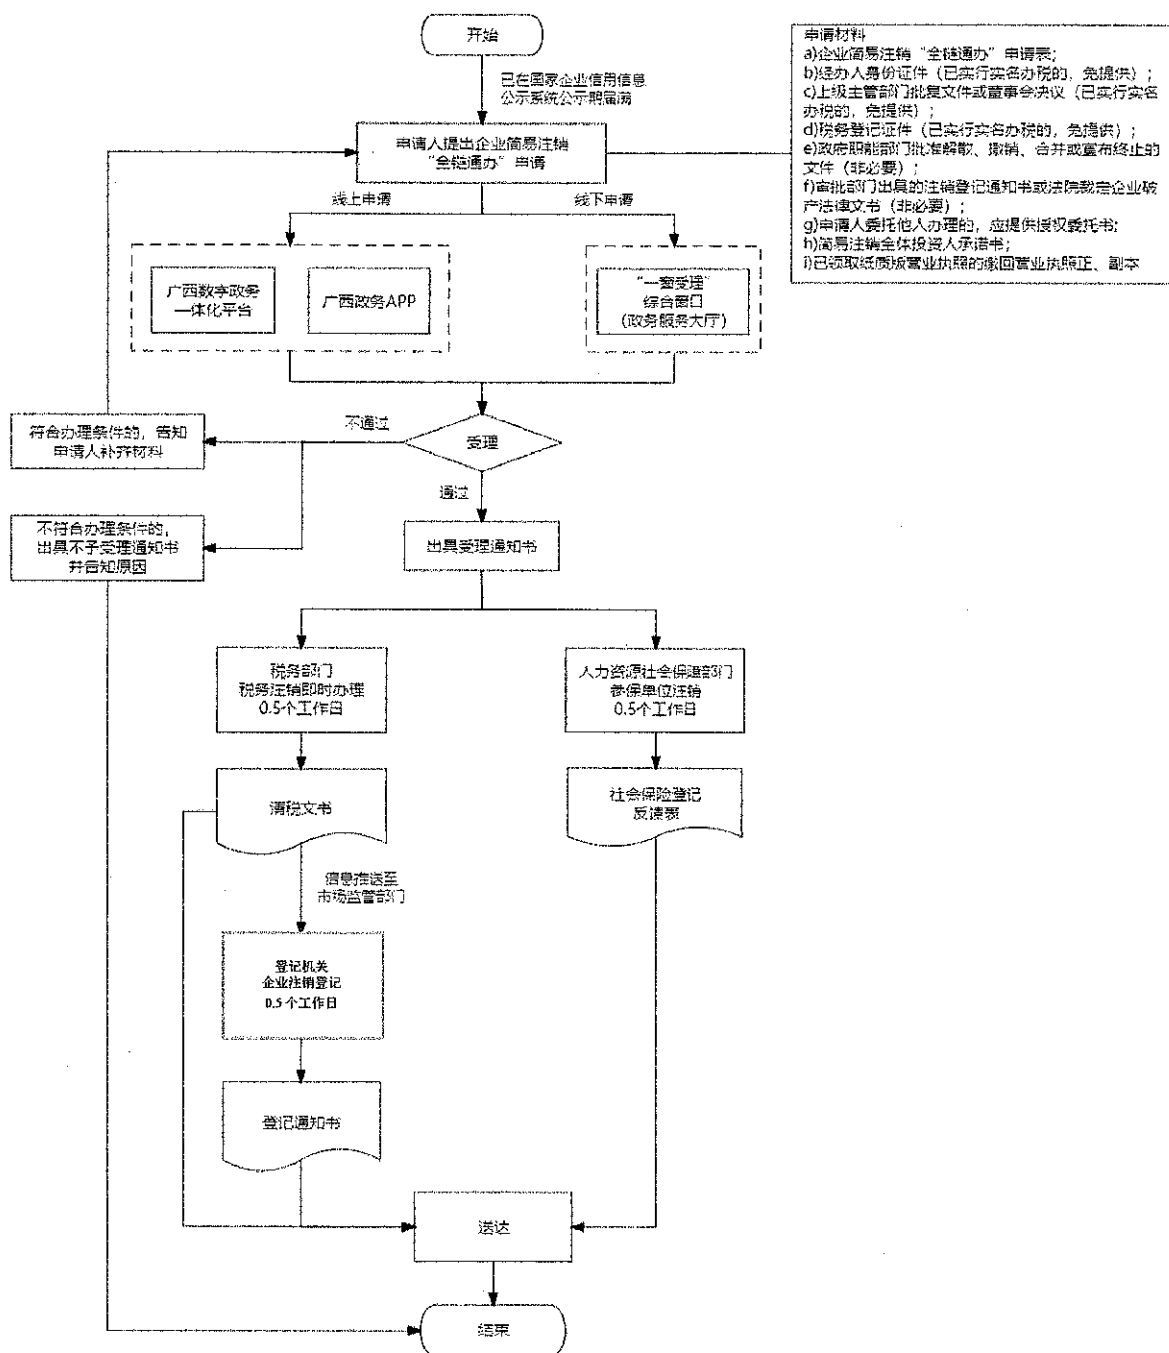 开始
已在国家企业信用信息
公示系统公示期届满
申请人提出企业简易注销
“全链通办”申请
申请材料
a)企业简易注销“全链通办”申请表;
b)经办人身份证件（已实行实名办税的，免提供）;
c)上级主管部门批复文件或董事会决议（已实行实名
办税的，免提供）;
d)税务登记证件（已实行实名办税的，免提供）;
e)政府职能部门批准解散、撤销、合并或宣布终止的
文件（非必要）;
f)审批部门出具的注销登记通知书或法院裁定企业破
产法律文书（非必要）;
g)申请人委托他人办理的，应提供授权委托书;
h)简易注销全体投资人承诺书;
i)已领取纸质版营业执照的缴回营业执照正、副本
线上申请
线下申请
广西数字政务
一体化平台
广西政务APP
“一窗受理”
综合窗口
(政务服务大厅)
不通过
受理
符合办理条件的，告知
申请人补齐材料
通过
不符合办理条件的，
出具不予受理通知书
并告知原因
出具受理通知书
税务部门
税务注销即时办理
0.5个工作日
人力资源社会保障部门
参保单位注销
0.5个工作日
清税文书
社会保险登记
反馈表
信息推送至
市场监管部门
登记机关
企业注销登记
0.5个工作日
登记通知书
送达
结束